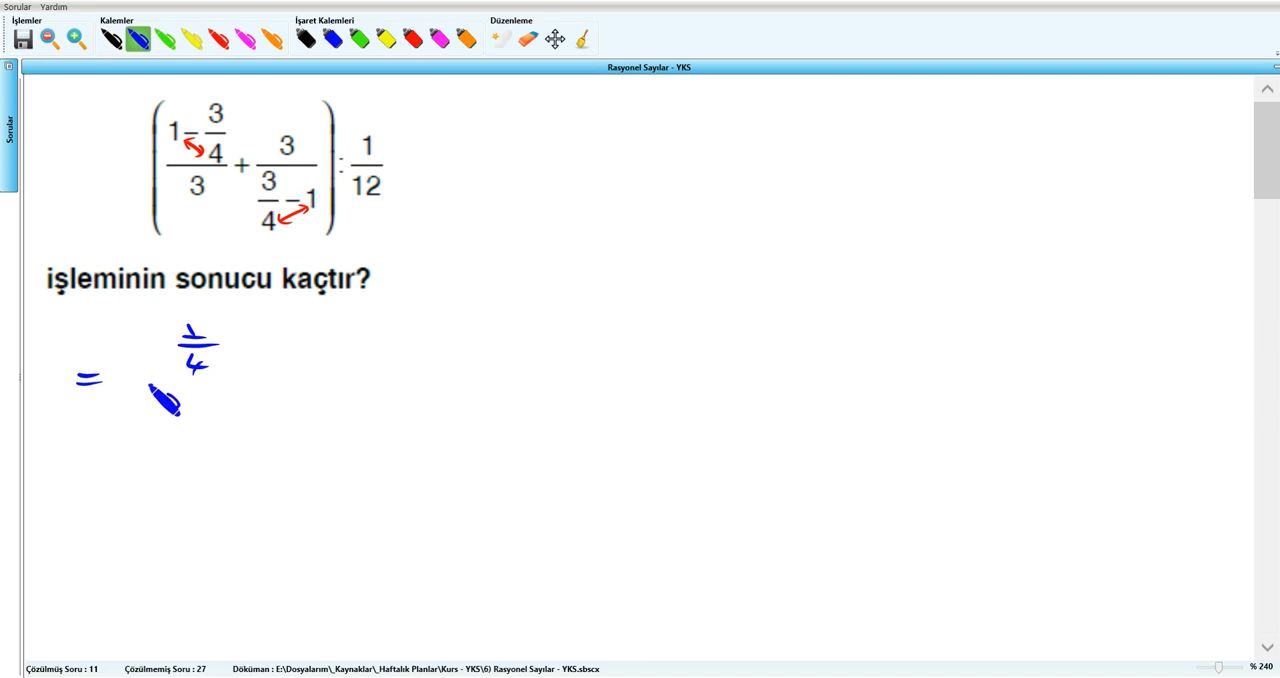 Sorular Yardım
İşlemler Kalemler İşaret Kalemleri Düzenleme
Rasyonel Sayılar - YKS
Sorular
(
1 - 3/4
3
+
3
3/4 - 1
) : 1/12
işleminin sonucu kaçtır?
= 1/4
Çözülmüş Soru : 11 Çözülmemiş Soru : 27 Döküman : E:\Dosyalarım\_Kaynaklar\_Haftalık Planlar\Kurs - YKS\6) Rasyonel Sayılar - YKS.sbscx % 240